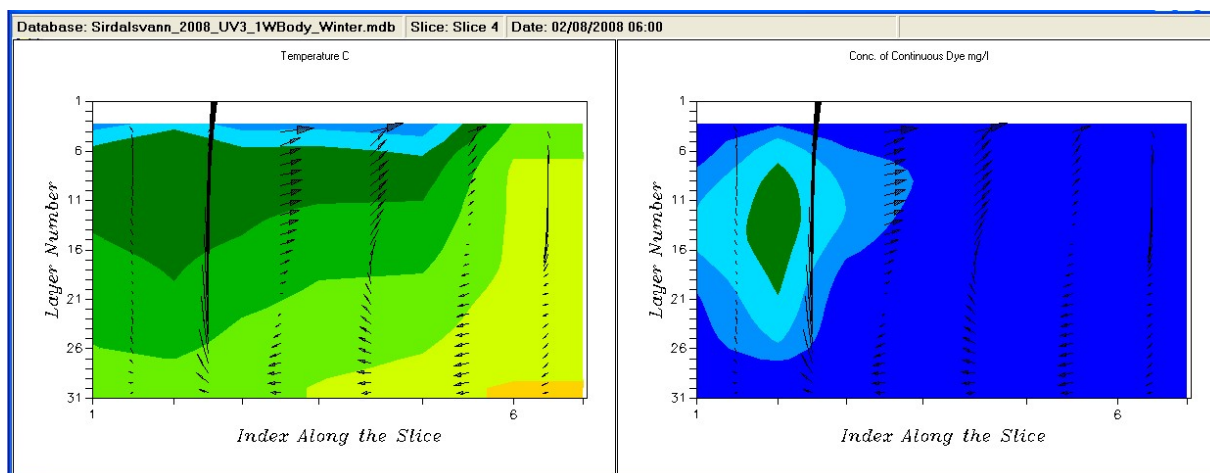 Database: Sirdalsvann_2008_UV3_1WBody_Winter.mdb Slice: Slice 4 Date: 02/08/2008 06:00
Temperature C
1
6
11
16
21
26
31
Layer Number
1 6
Index Along the Slice
Conc. of Continuous Dye mg/l
1
6
11
16
21
26
31
Layer Number
1 6
Index Along the Slice